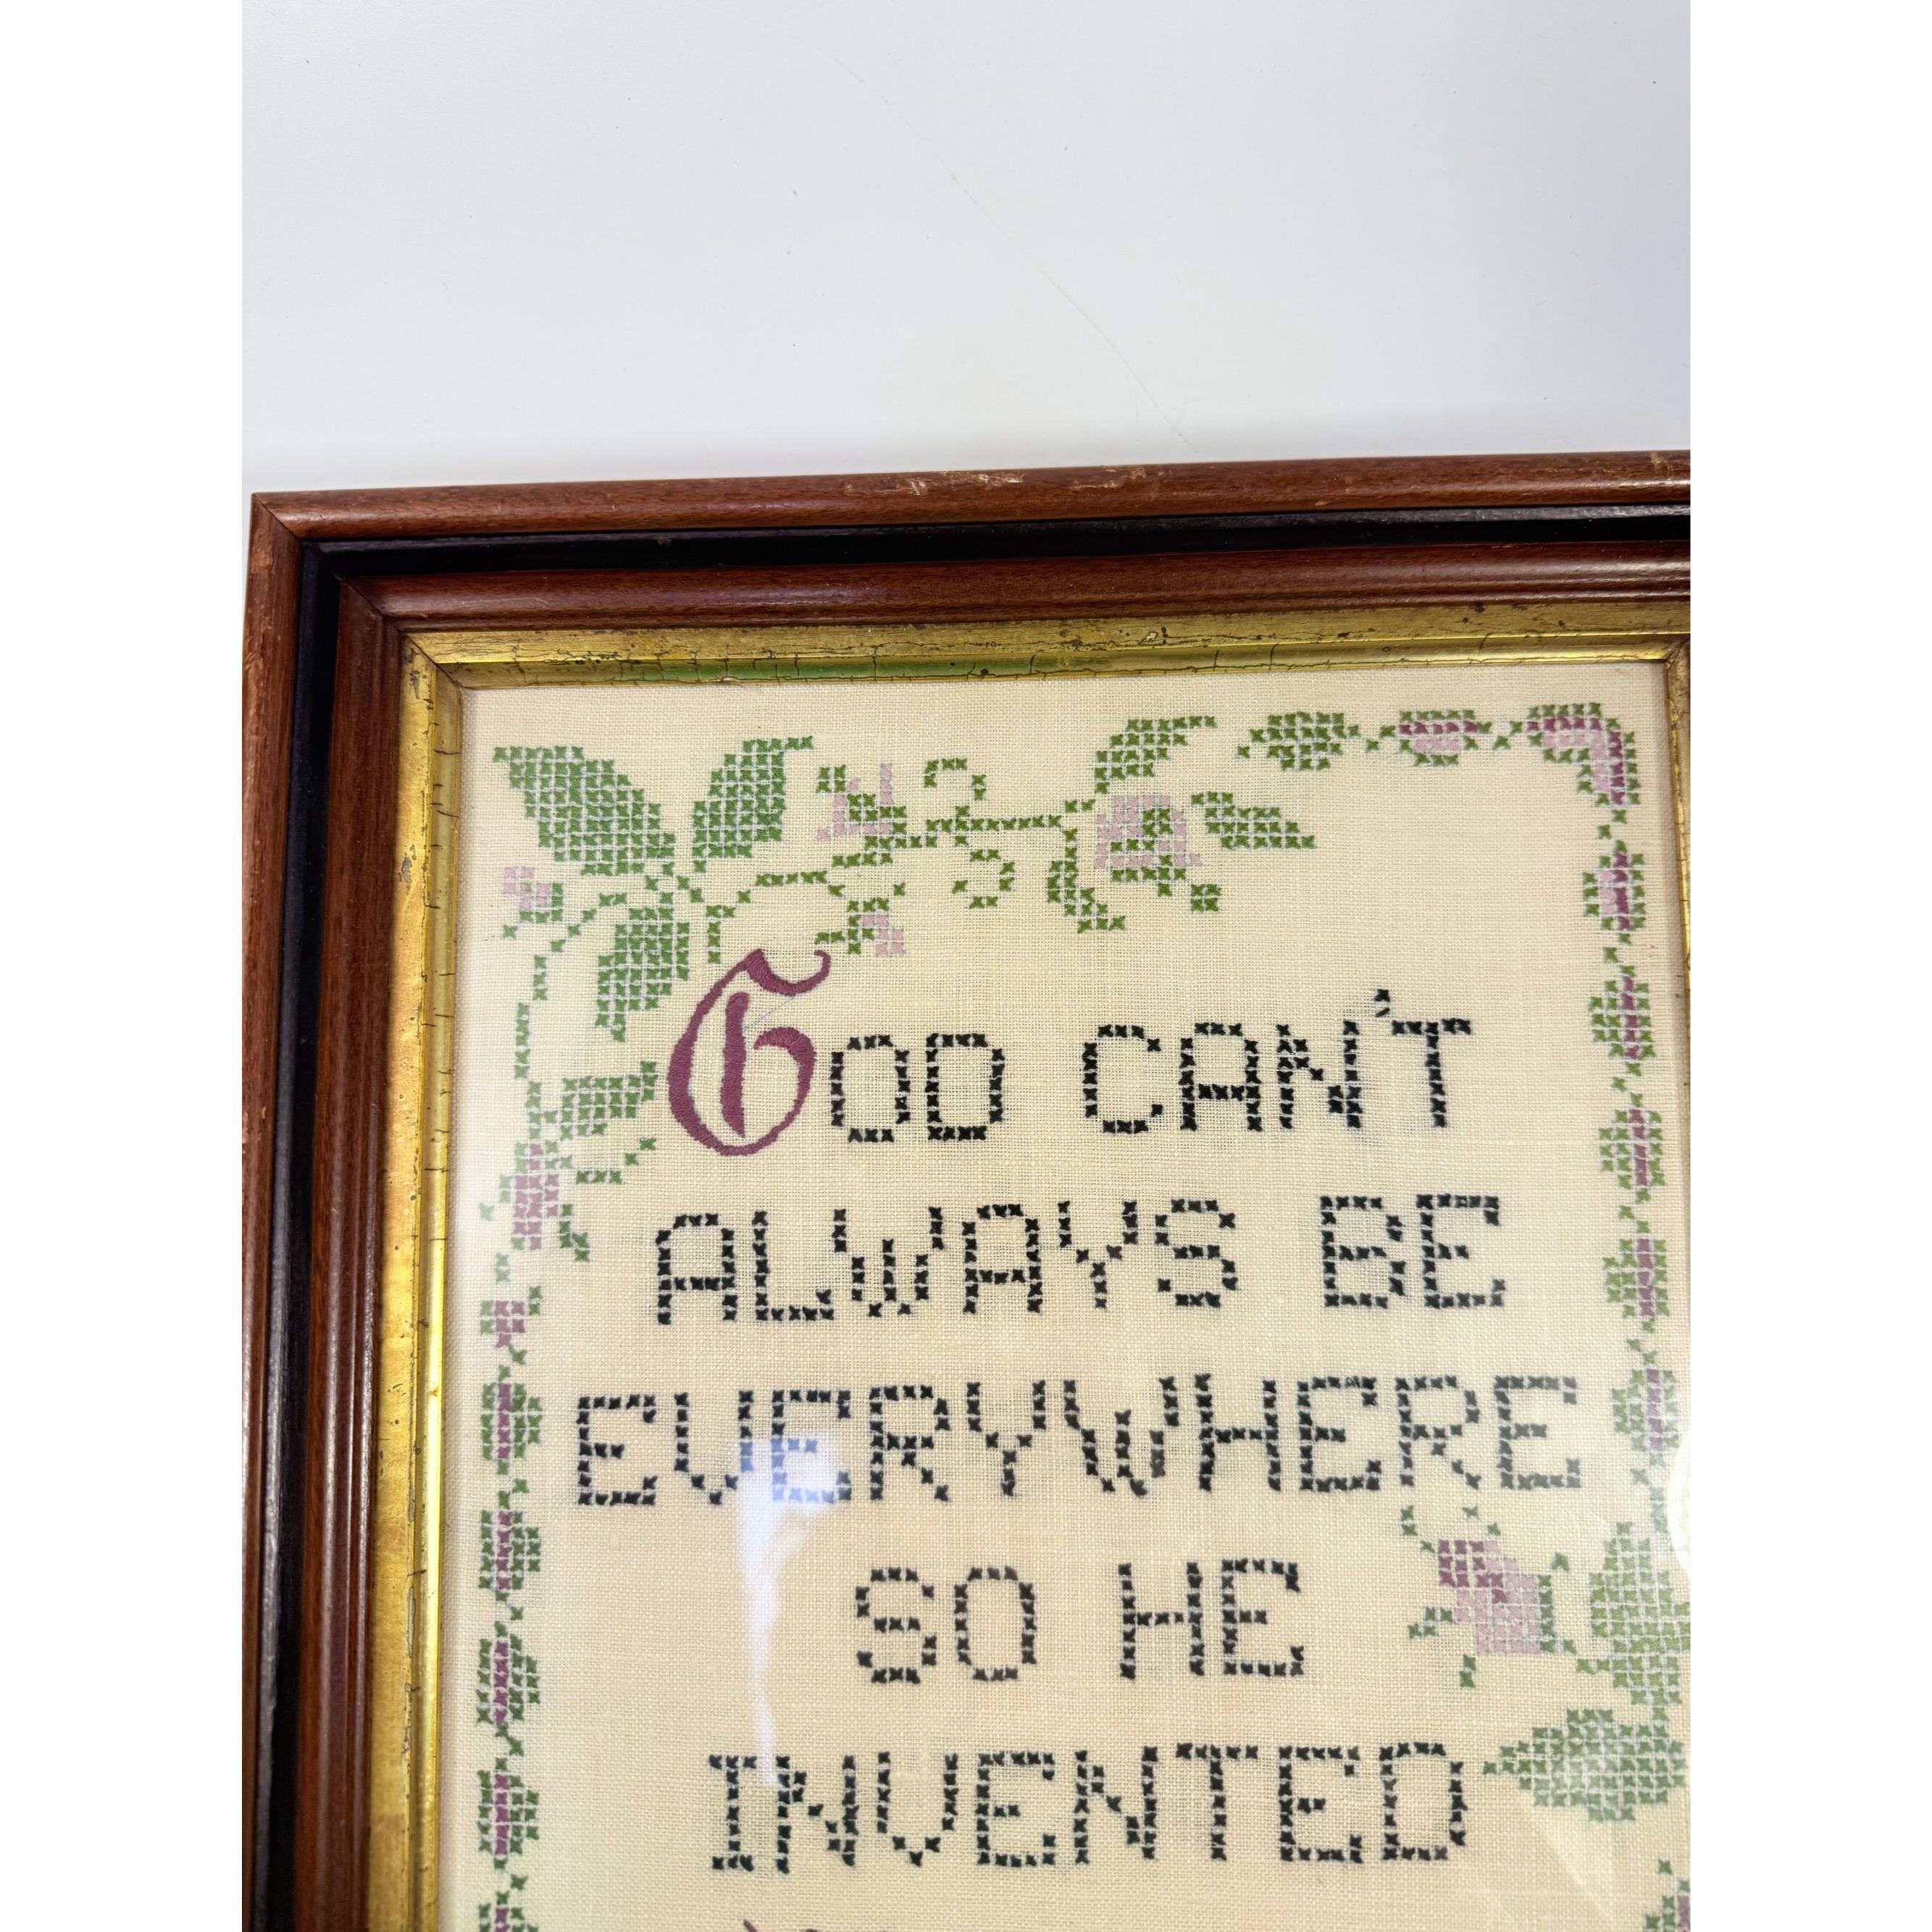 GOD CAN'T
ALWAYS BE
EVERYWHERE
SO HE
INVENTED